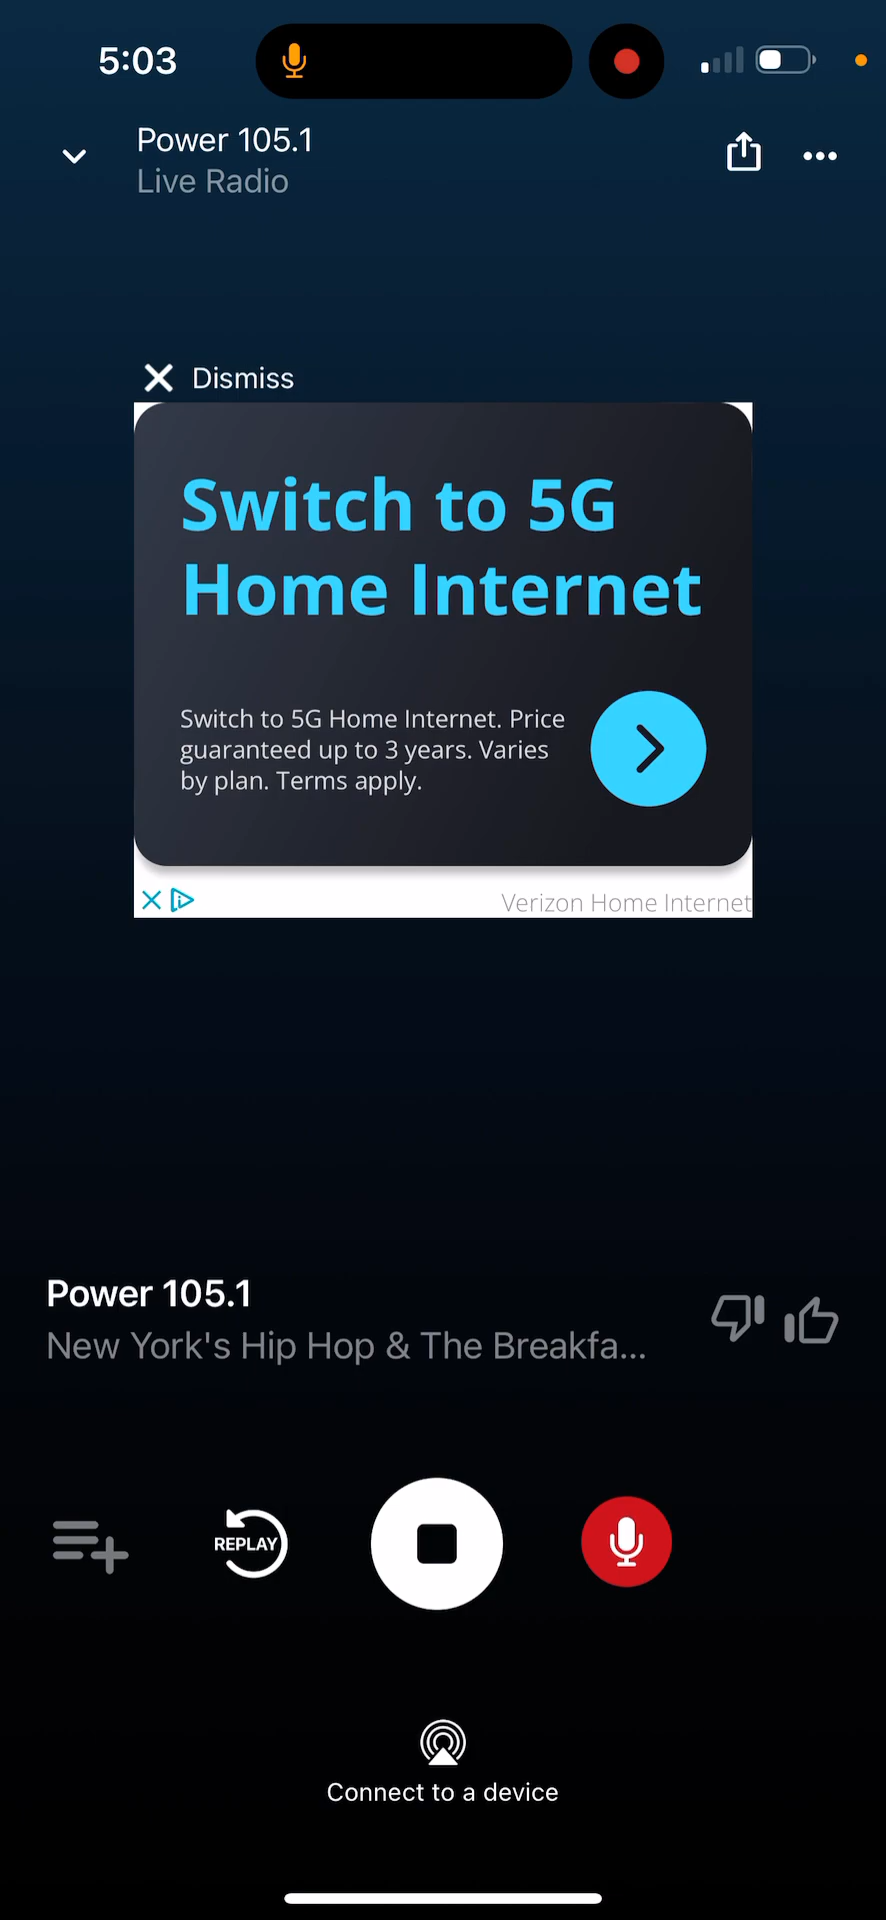 5:03
Power 105.1
Live Radio
Dismiss
Switch to 5G
Home Internet
Switch to 5G Home Internet. Price
guaranteed up to 3 years. Varies
by plan. Terms apply.
Verizon Home Internet
Power 105.1
New York's Hip Hop & The Breakfa...
REPLAY
Connect to a device